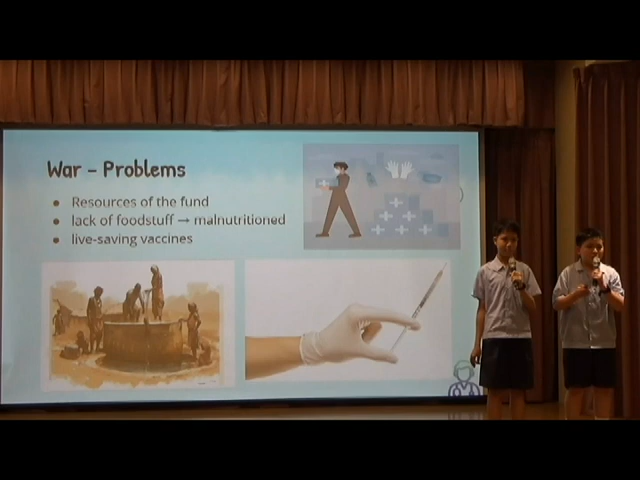 War – Problems
● Resources of the fund
● lack of foodstuff → malnutritioned
● live-saving vaccines